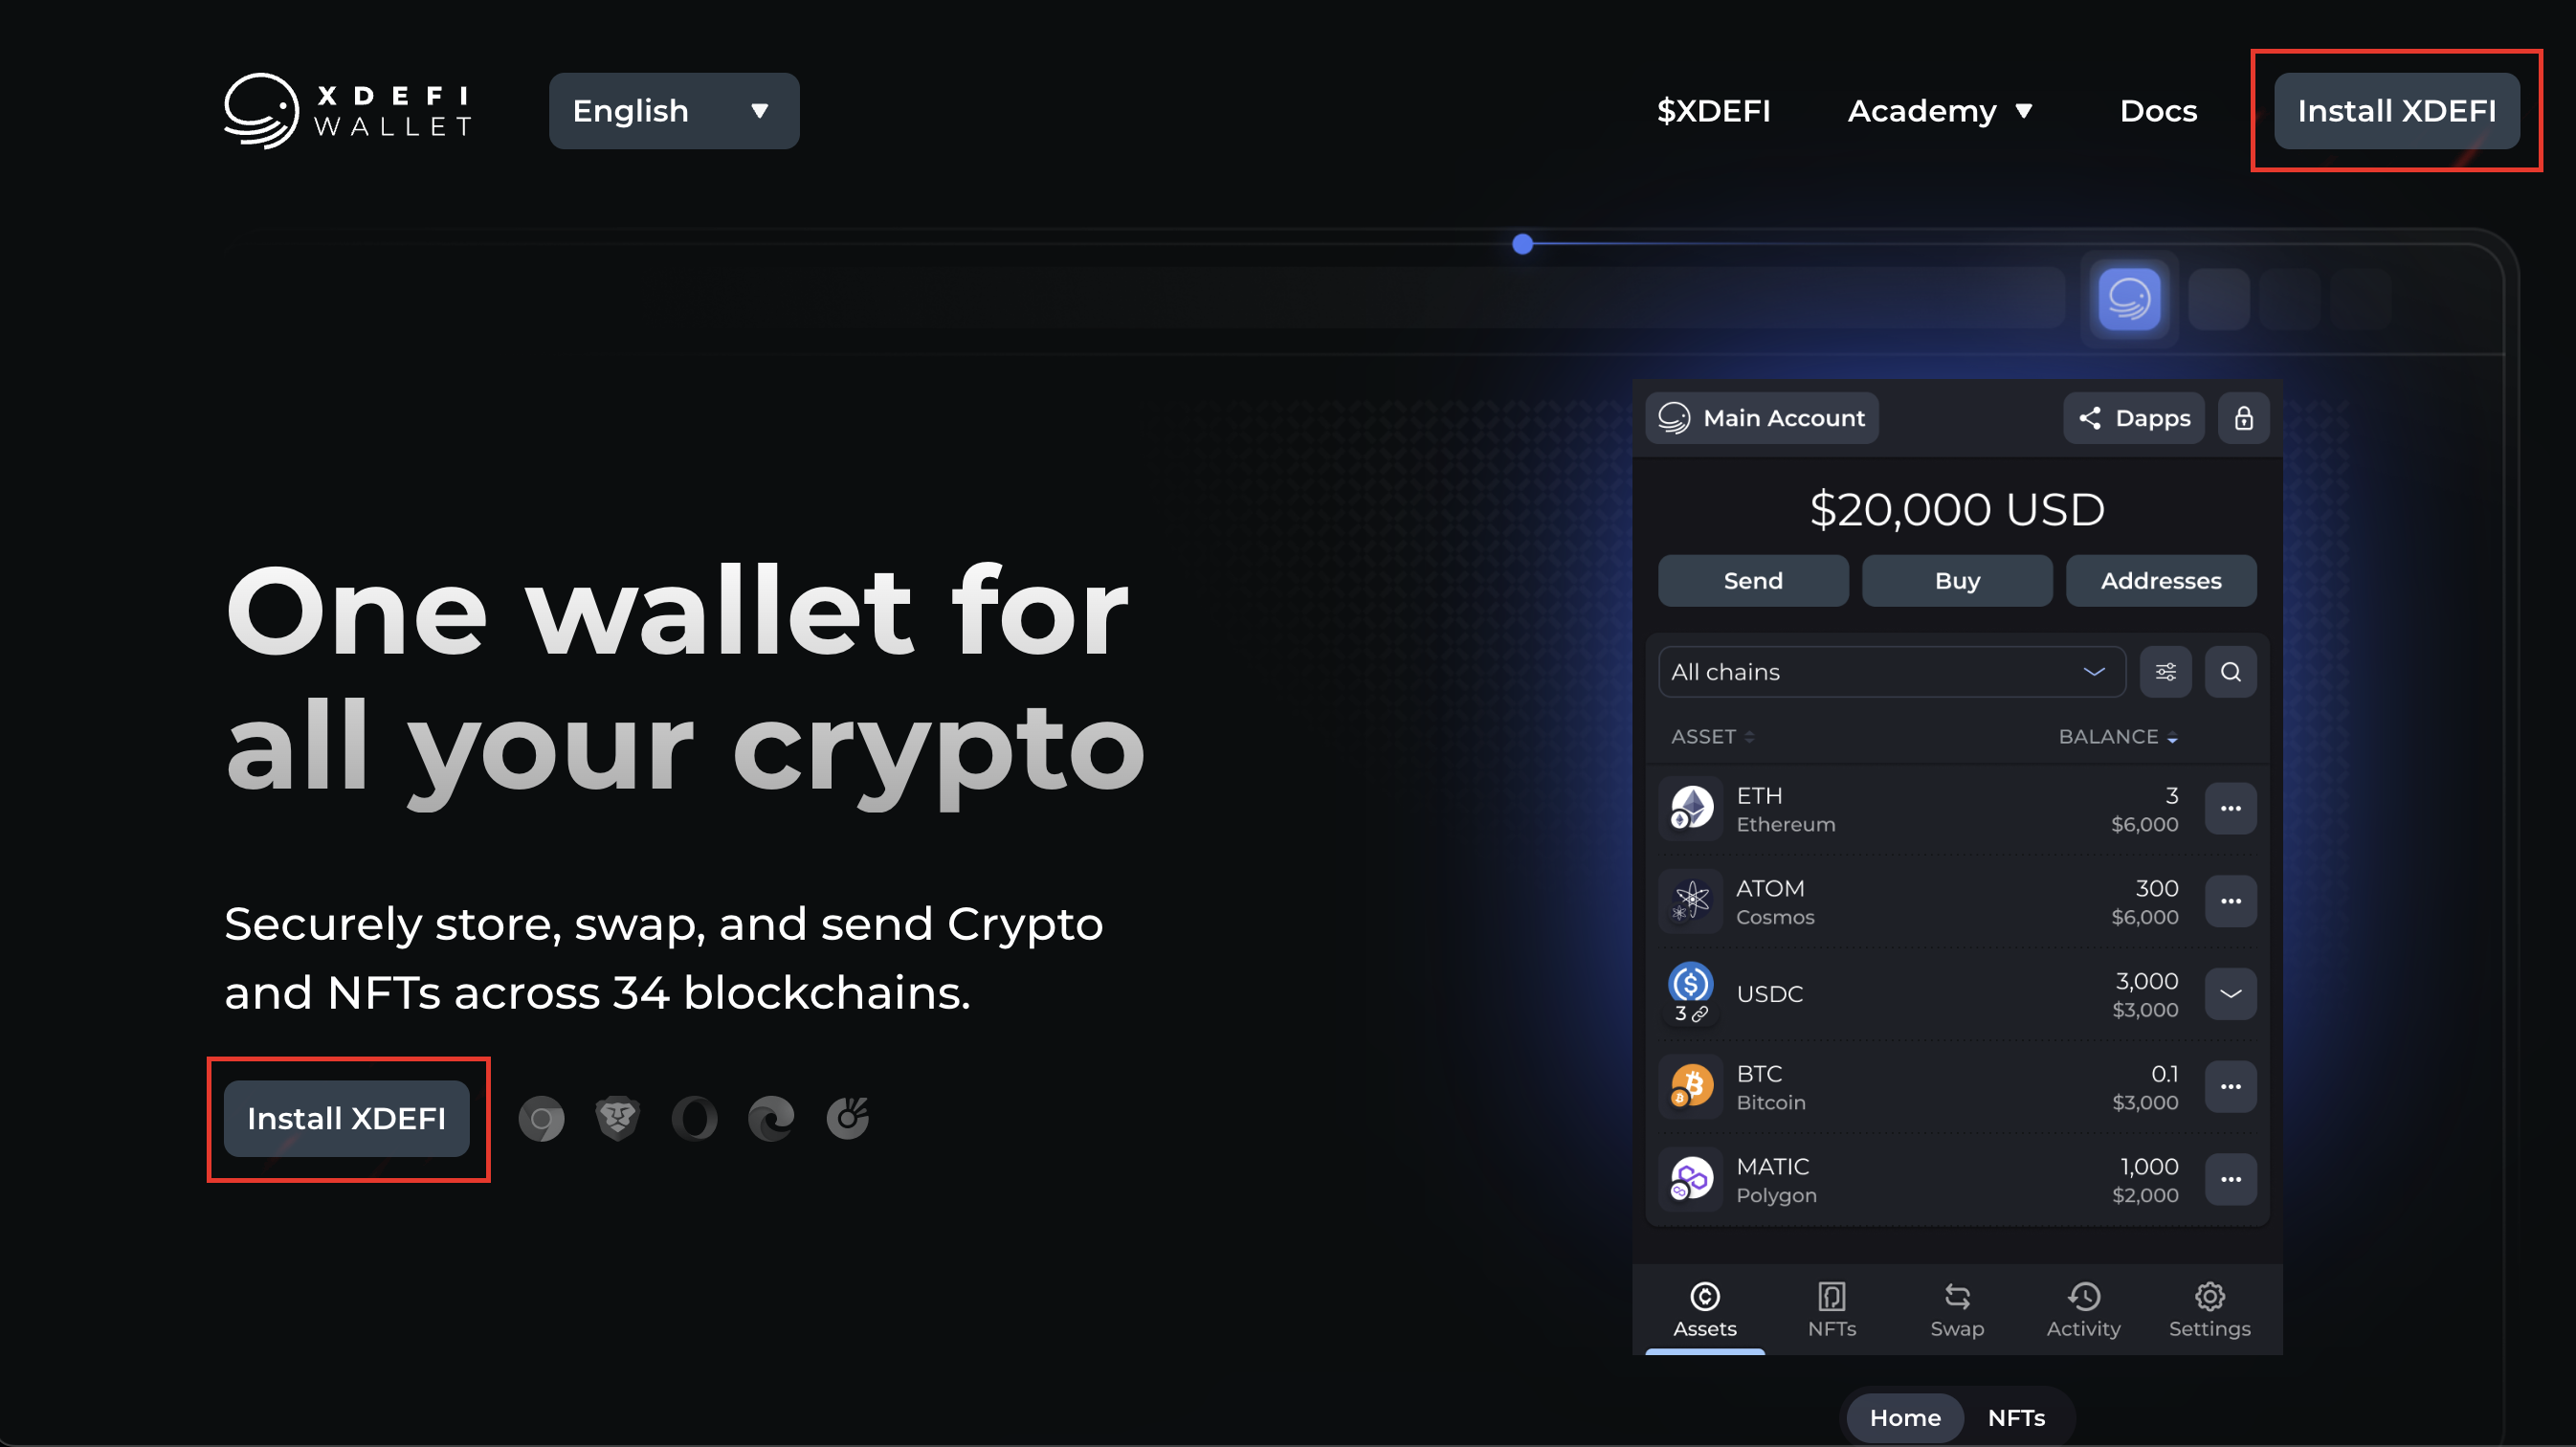 XDEFI
WALLET
English
$XDEFI
Academy
Docs
Install XDEFI
One wallet for
all your crypto
Securely store, swap, and send Crypto
and NFTs across 34 blockchains.
Install XDEFI
Main Account
Dapps
$20,000 USD
Send
Buy
Addresses
All chains
ASSET
BALANCE
ETH
3
Ethereum
$6,000
ATOM
300
Cosmos
$6,000
USDC
3,000
$3,000
3
BTC
0.1
Bitcoin
$3,000
MATIC
1,000
Polygon
$2,000
Assets
NFTs
Swap
Activity
Settings
Home
NFTs